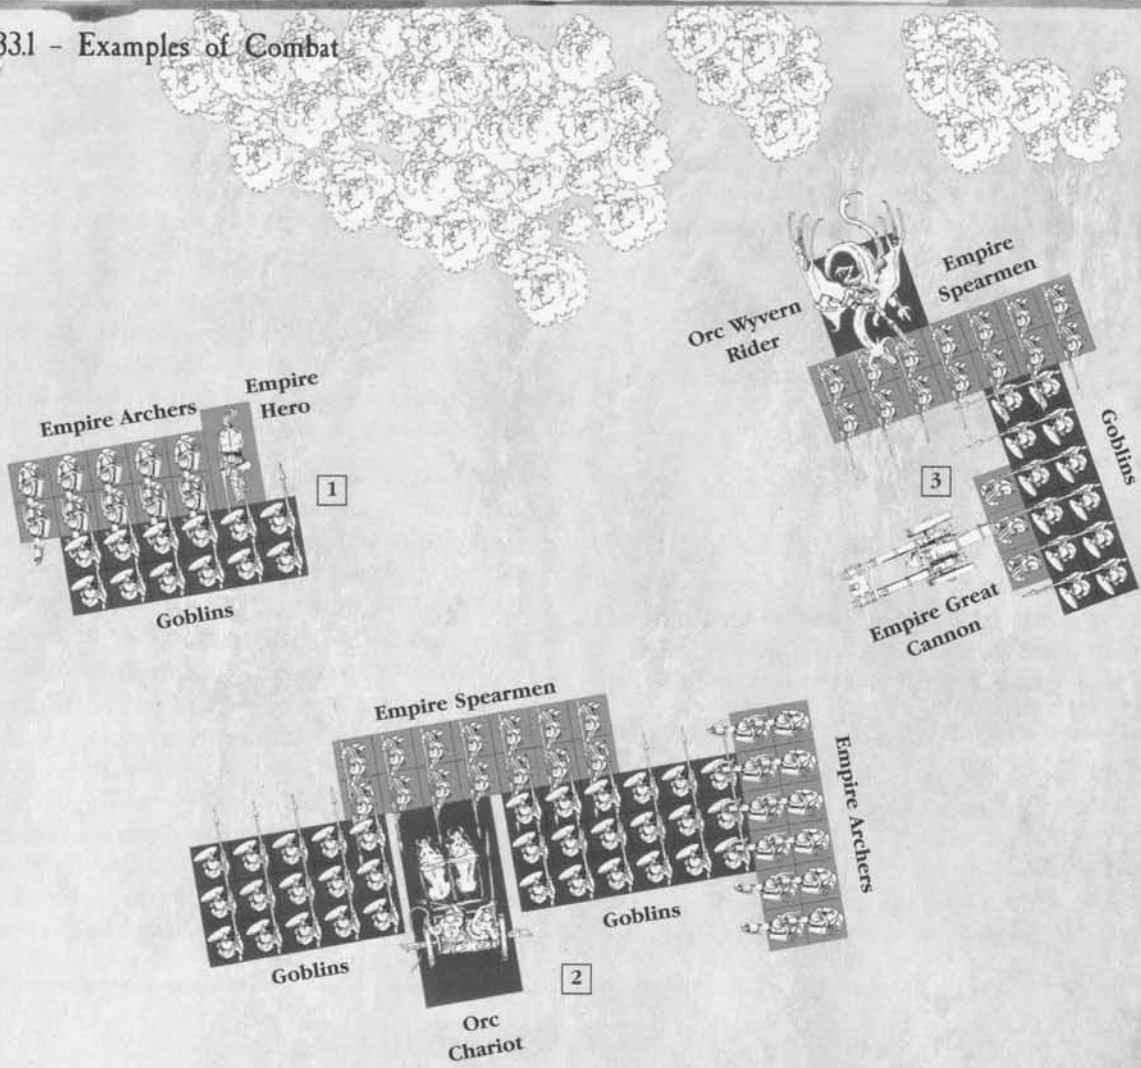 33.1 – Examples of Combat
Empire Archers
Empire
Hero
1
Goblins
Orc Wyvern
Rider
Empire
Spearmen
Goblins
3
Empire Great
Cannon
Empire Spearmen
Goblins
Orc
Chariot
2
Goblins
Empire Archers